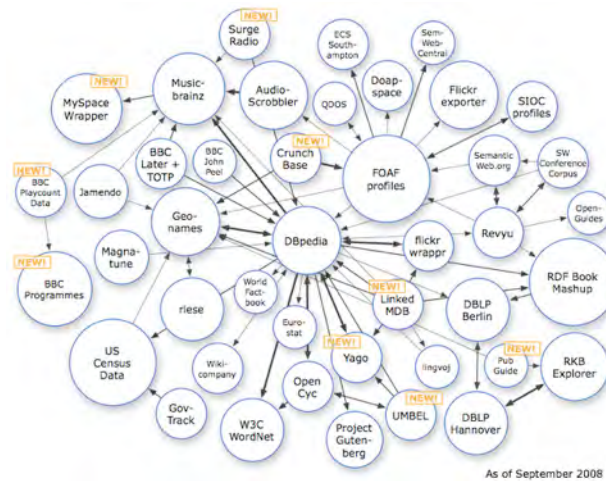 NEW!
Surge
Radio
ECS
South-
ampton
Sem-
Web-
Central
NEW!
MySpace
Wrapper
Music-
brainz
Audio-
Scrobbler
QDOS
Doap-
space
Flickr
exporter
SIOC
profiles
NEW!
BBC
Playcount
Data
Jamendo
BBC
Later +
TOTP
BBC
John
Peel
NEW!
Crunch
Base
FOAF
profiles
Semantic
Web.org
SW
Conference
Corpus
Geo-
names
DBpedia
flickr
wrappr
Revyu
Open-
Guides
Magna-
tune
NEW!
BBC
Programmes
riese
World
Fact-
book
NEW!
Linked
MDB
DBLP
Berlin
RDF Book
Mashup
US
Census
Data
Wiki-
company
Euro-
stat
NEW!
Yago
lingvoj
NEW!
Pub
Guide
RKB
Explorer
Gov-
Track
W3C
WordNet
Open
Cyc
Project
Guten-
berg
NEW!
UMBEL
DBLP
Hannover
As of September 2008